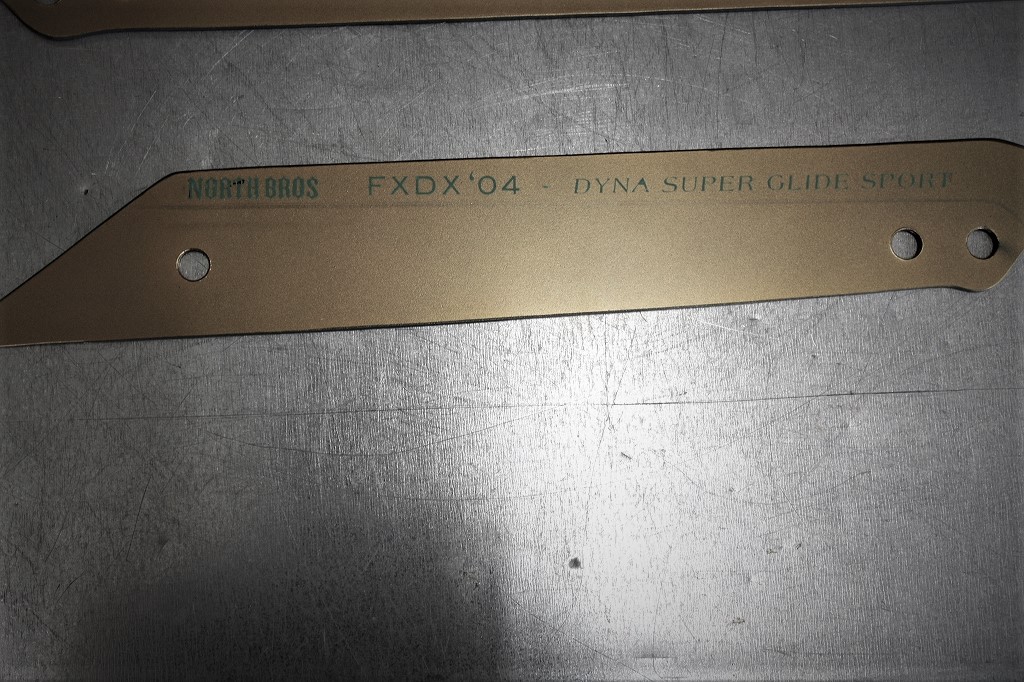 NORTH BROS FXDX '04 - DYNA SUPER GLIDE SPORT